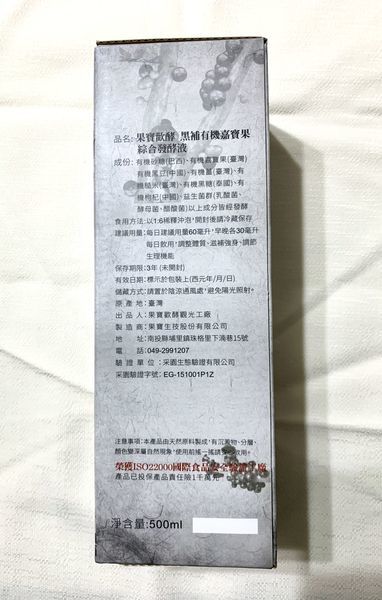 品名:果寶歡酵 黑補有機嘉寶果
綜合發酵液
成份:有機砂糖(巴西)、有機嘉寶果(臺灣)
有機黑豆(中國)、有機薑(臺灣)、有
機糙米(臺灣)、有機黑糖(泰國)、有
機枸杞(中國)、益生菌群(乳酸菌、
酵母菌、醋酸菌)以上成分皆經發酵
食用方法:以1:6稀釋沖泡,開封後請冷藏保存
建議用量:每日建議用量60毫升,早晚各30毫升
每日飲用,調整體質、滋補強身、調節
生理機能
保存期限:3年 (未開封)
有效日期:標示於包裝上(西元年/月/日)
儲藏方式:請置於陰涼通風處,避免陽光照射。
原產地:臺灣
出品人:果寶歡酵觀光工廠
製造商:果寶生技股份有限公司
地址:南投縣埔里鎮珠格里下滴巷15號
電話:049-2991207
驗證單位:采園生態驗證有限公司
采園驗證字號:EG-151001P1Z
注意事項:本產品由天然原料製成,有沉澱物、分層、
顏色變深屬自然現象,使用前搖一搖請安心飲用。
榮獲ISO22000國際食品安全驗證工廠
產品已投保產品責任險1千萬元
淨含量:500ml